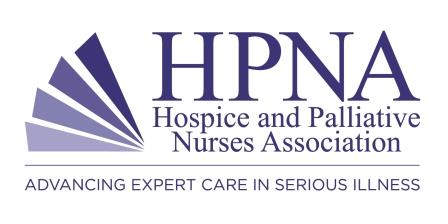 HPNA
Hospice and Palliative
Nurses Association
ADVANCING EXPERT CARE IN SERIOUS ILLNESS